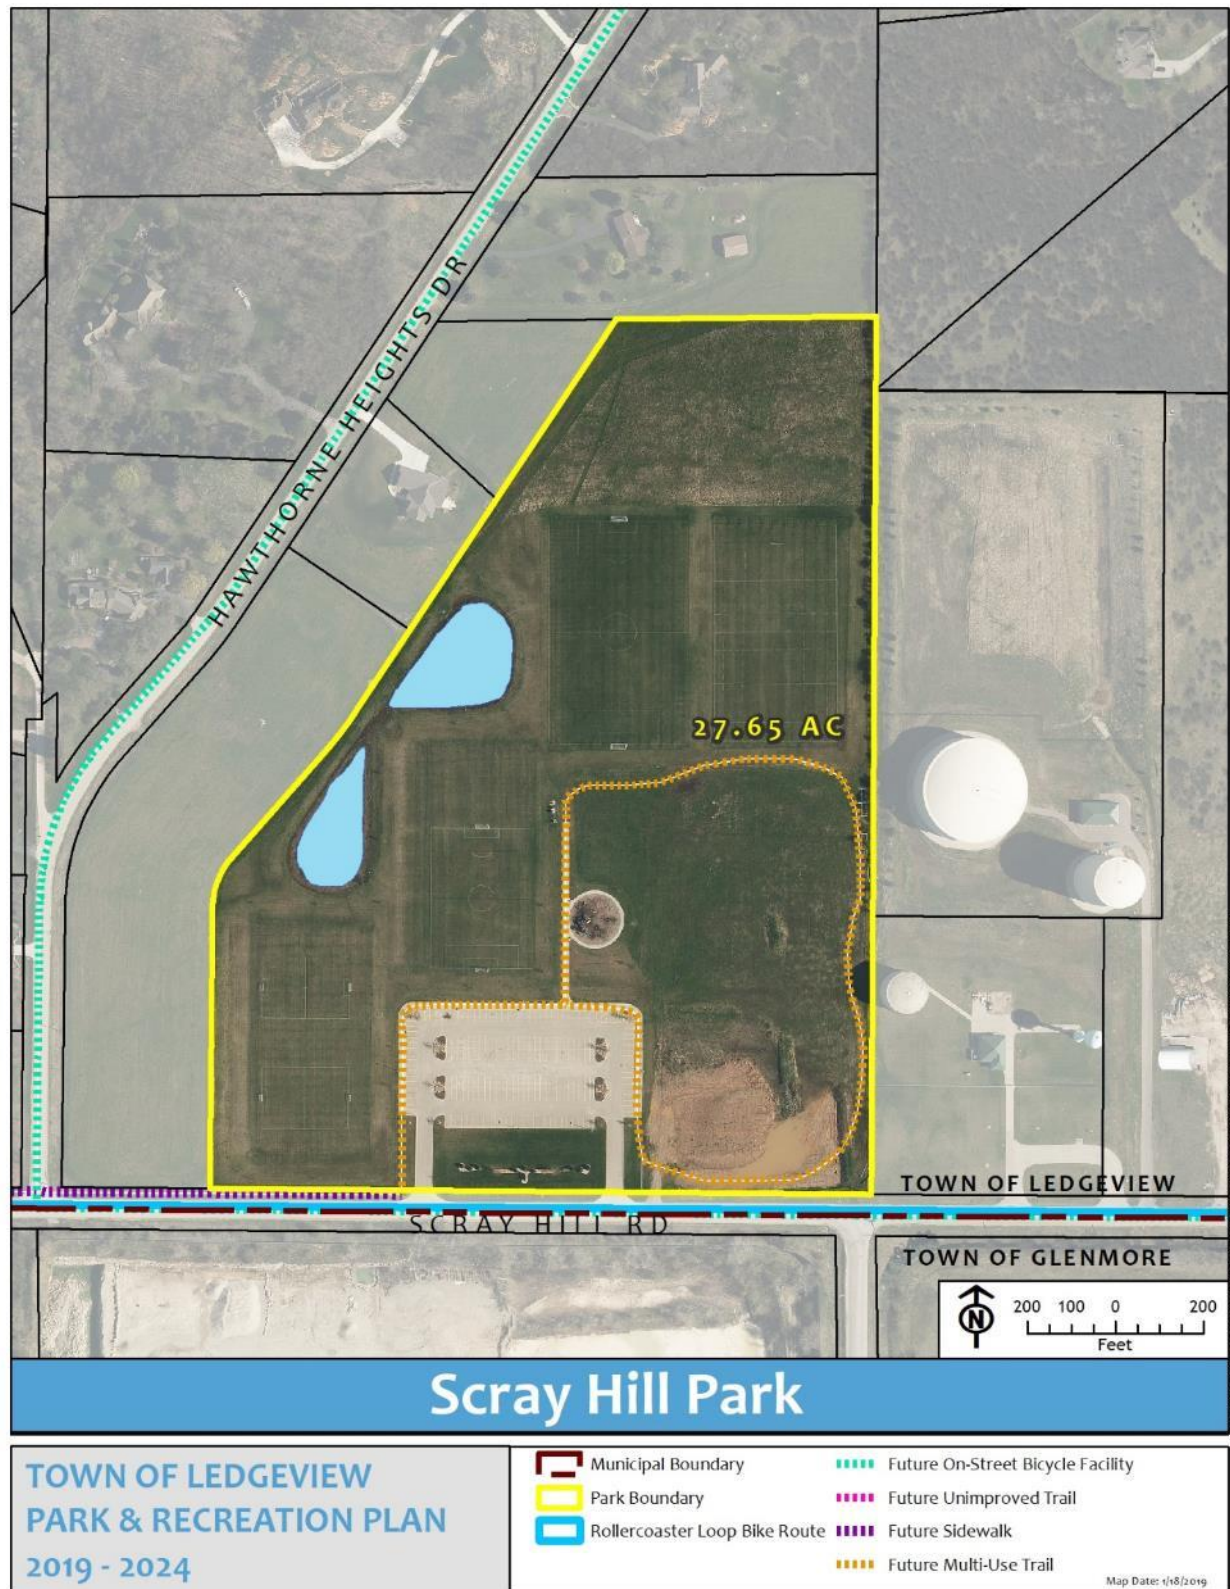 HAWTHORNE HEIGHTS DR
27.65 AC
TOWN OF LEDGEVIEW
SCRAY HILL RD
TOWN OF GLENMORE
N
200 100 0 200
Feet
Scray Hill Park
TOWN OF LEDGEVIEW
PARK & RECREATION PLAN
2019 - 2024
Municipal Boundary
Park Boundary
Rollercoaster Loop Bike Route
Future On-Street Bicycle Facility
Future Unimproved Trail
Future Sidewalk
Future Multi-Use Trail
Map Date: 1/18/2019